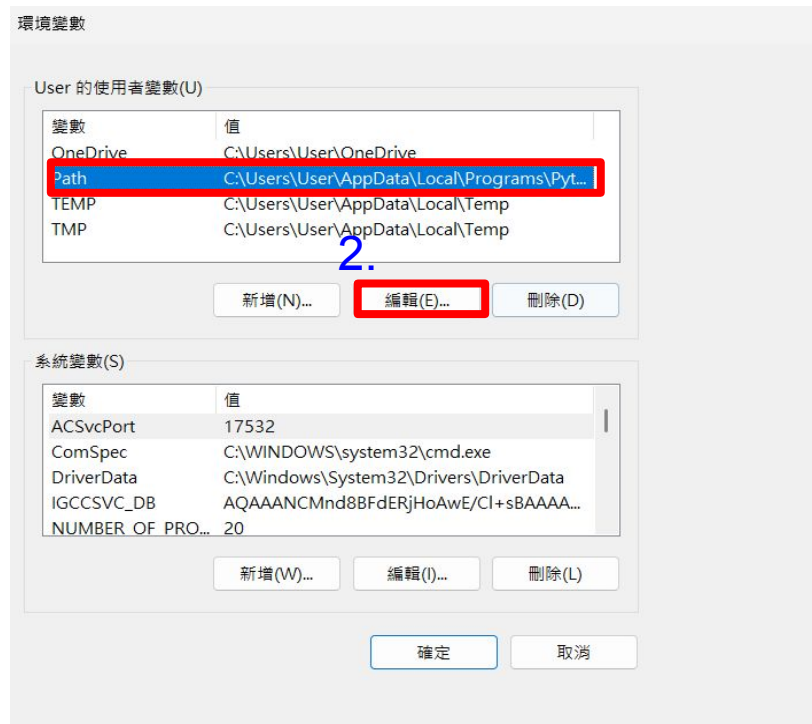 環境變數
User 的使用者變數(U)
變數 值
OneDrive C:\Users\User\OneDrive
Path C:\Users\User\AppData\Local\Programs\Pyt...
TEMP C:\Users\User\AppData\Local\Temp
TMP C:\Users\User\AppData\Local\Temp
2.
新增(N)... 編輯(E)... 刪除(D)
系統變數(S)
變數 值
ACSvcPort 17532
ComSpec C:\WINDOWS\system32\cmd.exe
DriverData C:\Windows\System32\Drivers\DriverData
IGCCSVC_DB AQAAANCMnd8BFdERjHoAwE/Cl+sBAAAA...
NUMBER_OF_PRO... 20
新增(W)... 編輯(I)... 刪除(L)
確定 取消